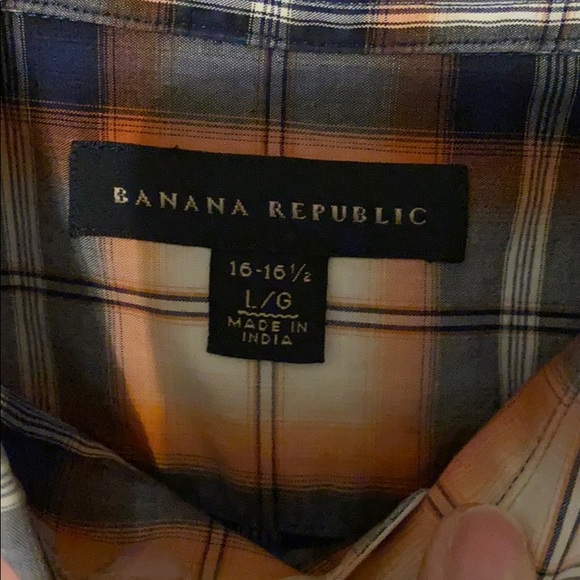 BANANA REPUBLIC
16-16½
L/G
MADE IN
INDIA